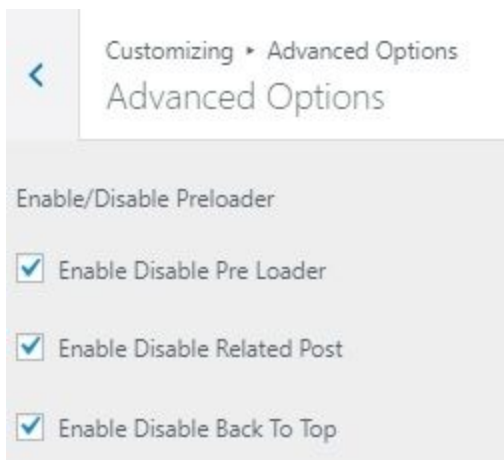 Customizing ▸ Advanced Options
Advanced Options
Enable/Disable Preloader
Enable Disable Pre Loader
Enable Disable Related Post
Enable Disable Back To Top